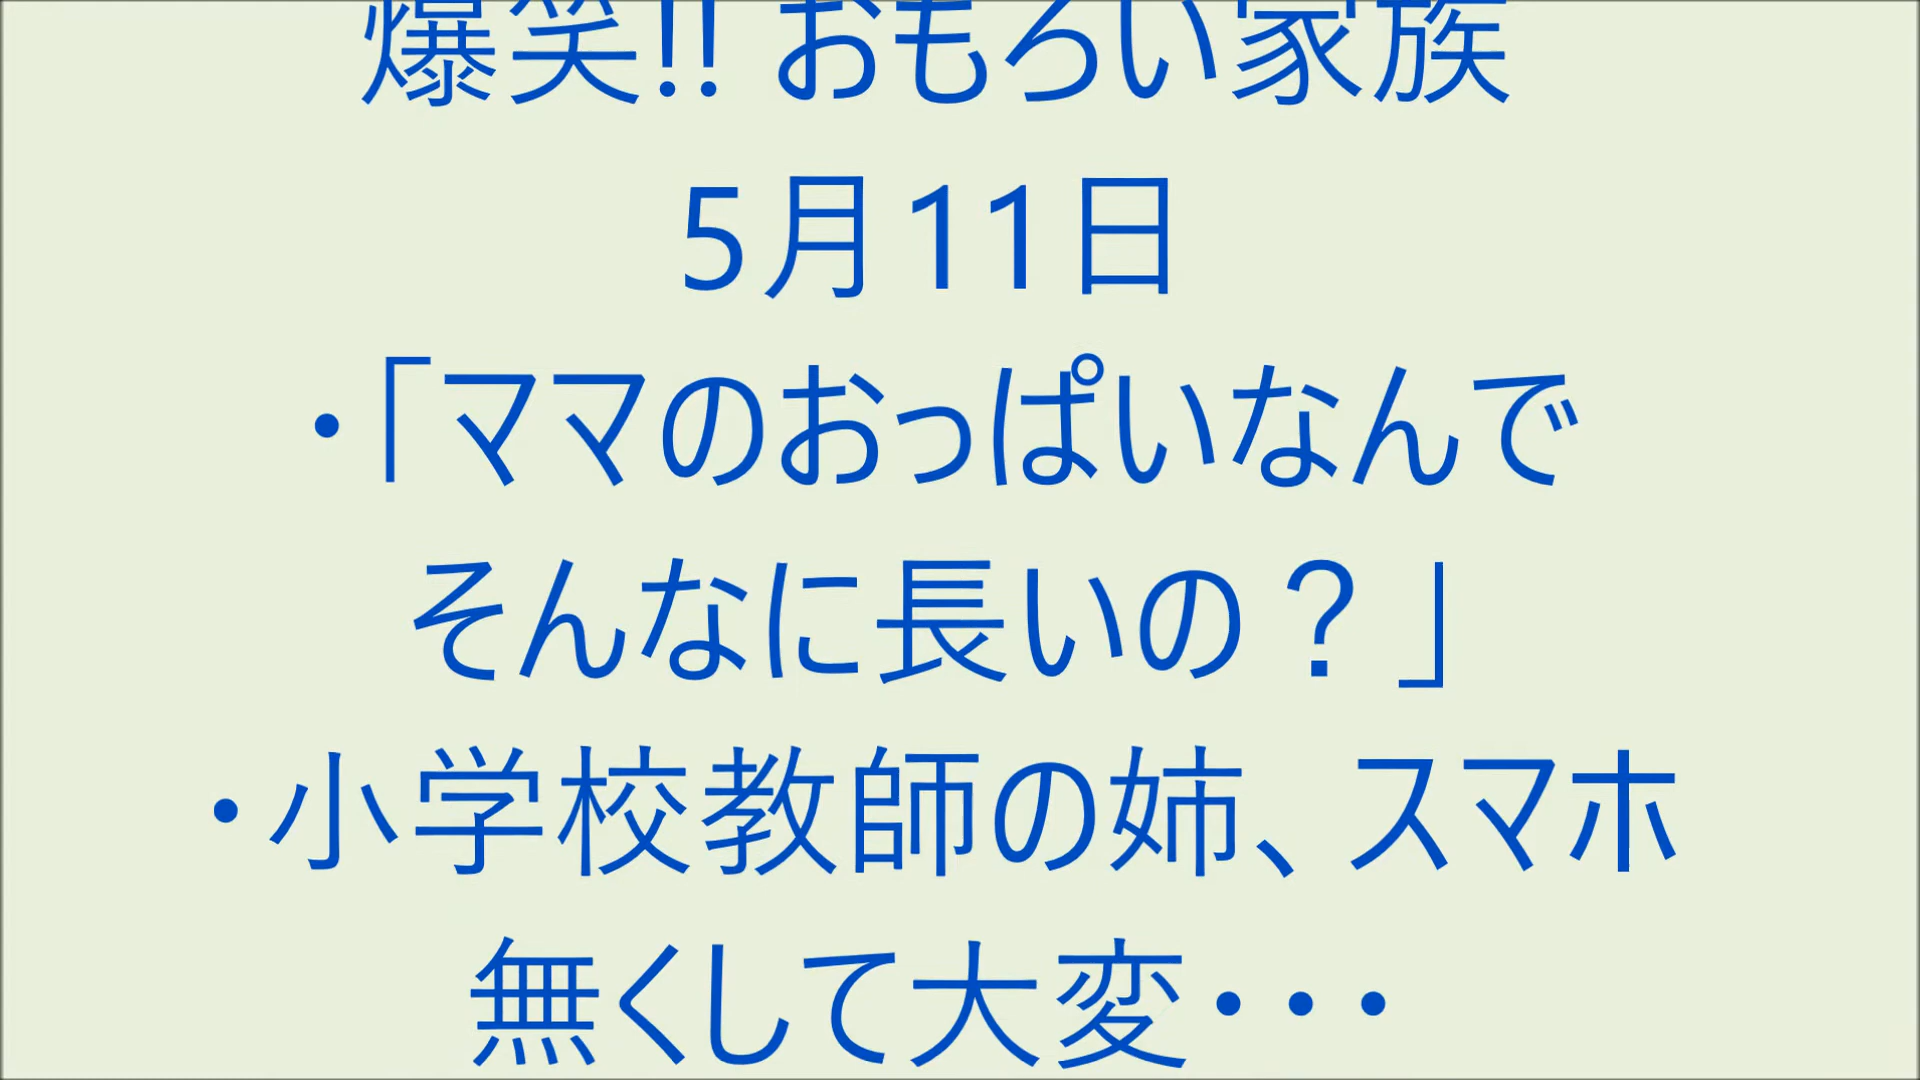 爆笑!! おもろい家族
5月11日
・「ママのおっぱいなんで
そんなに長いの？」
・小学校教師の姉、スマホ
無くして大変・・・